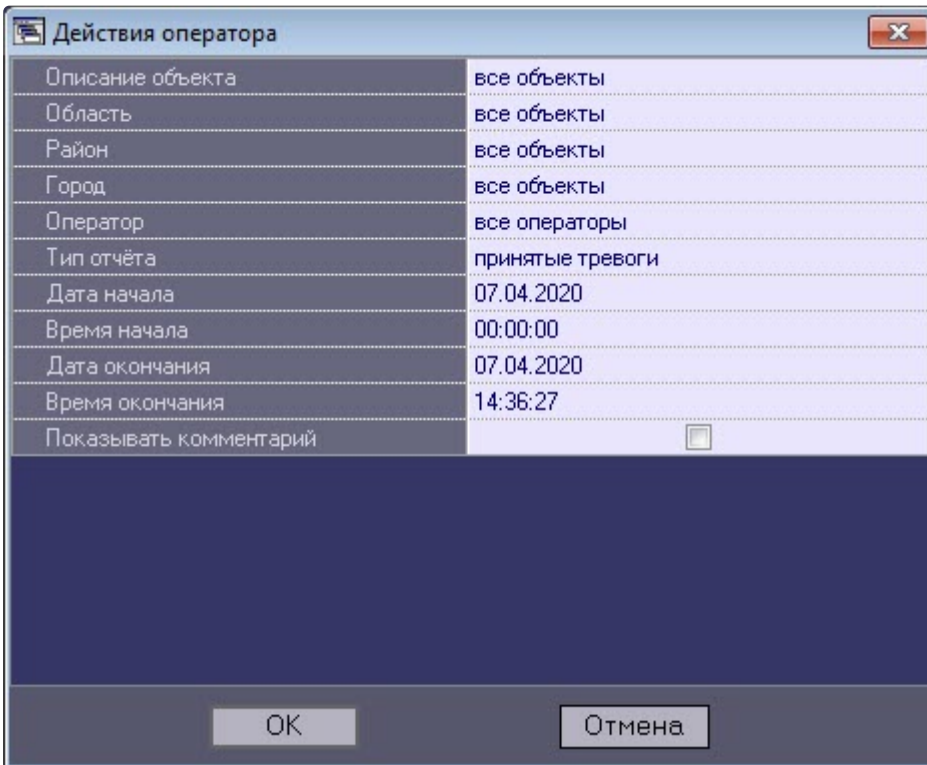 Действия оператора
Описание объекта все объекты
Область все объекты
Район все объекты
Город все объекты
Оператор все операторы
Тип отчёта принятые тревоги
Дата начала 07.04.2020
Время начала 00:00:00
Дата окончания 07.04.2020
Время окончания 14:36:27
Показывать комментарий
OK Отмена